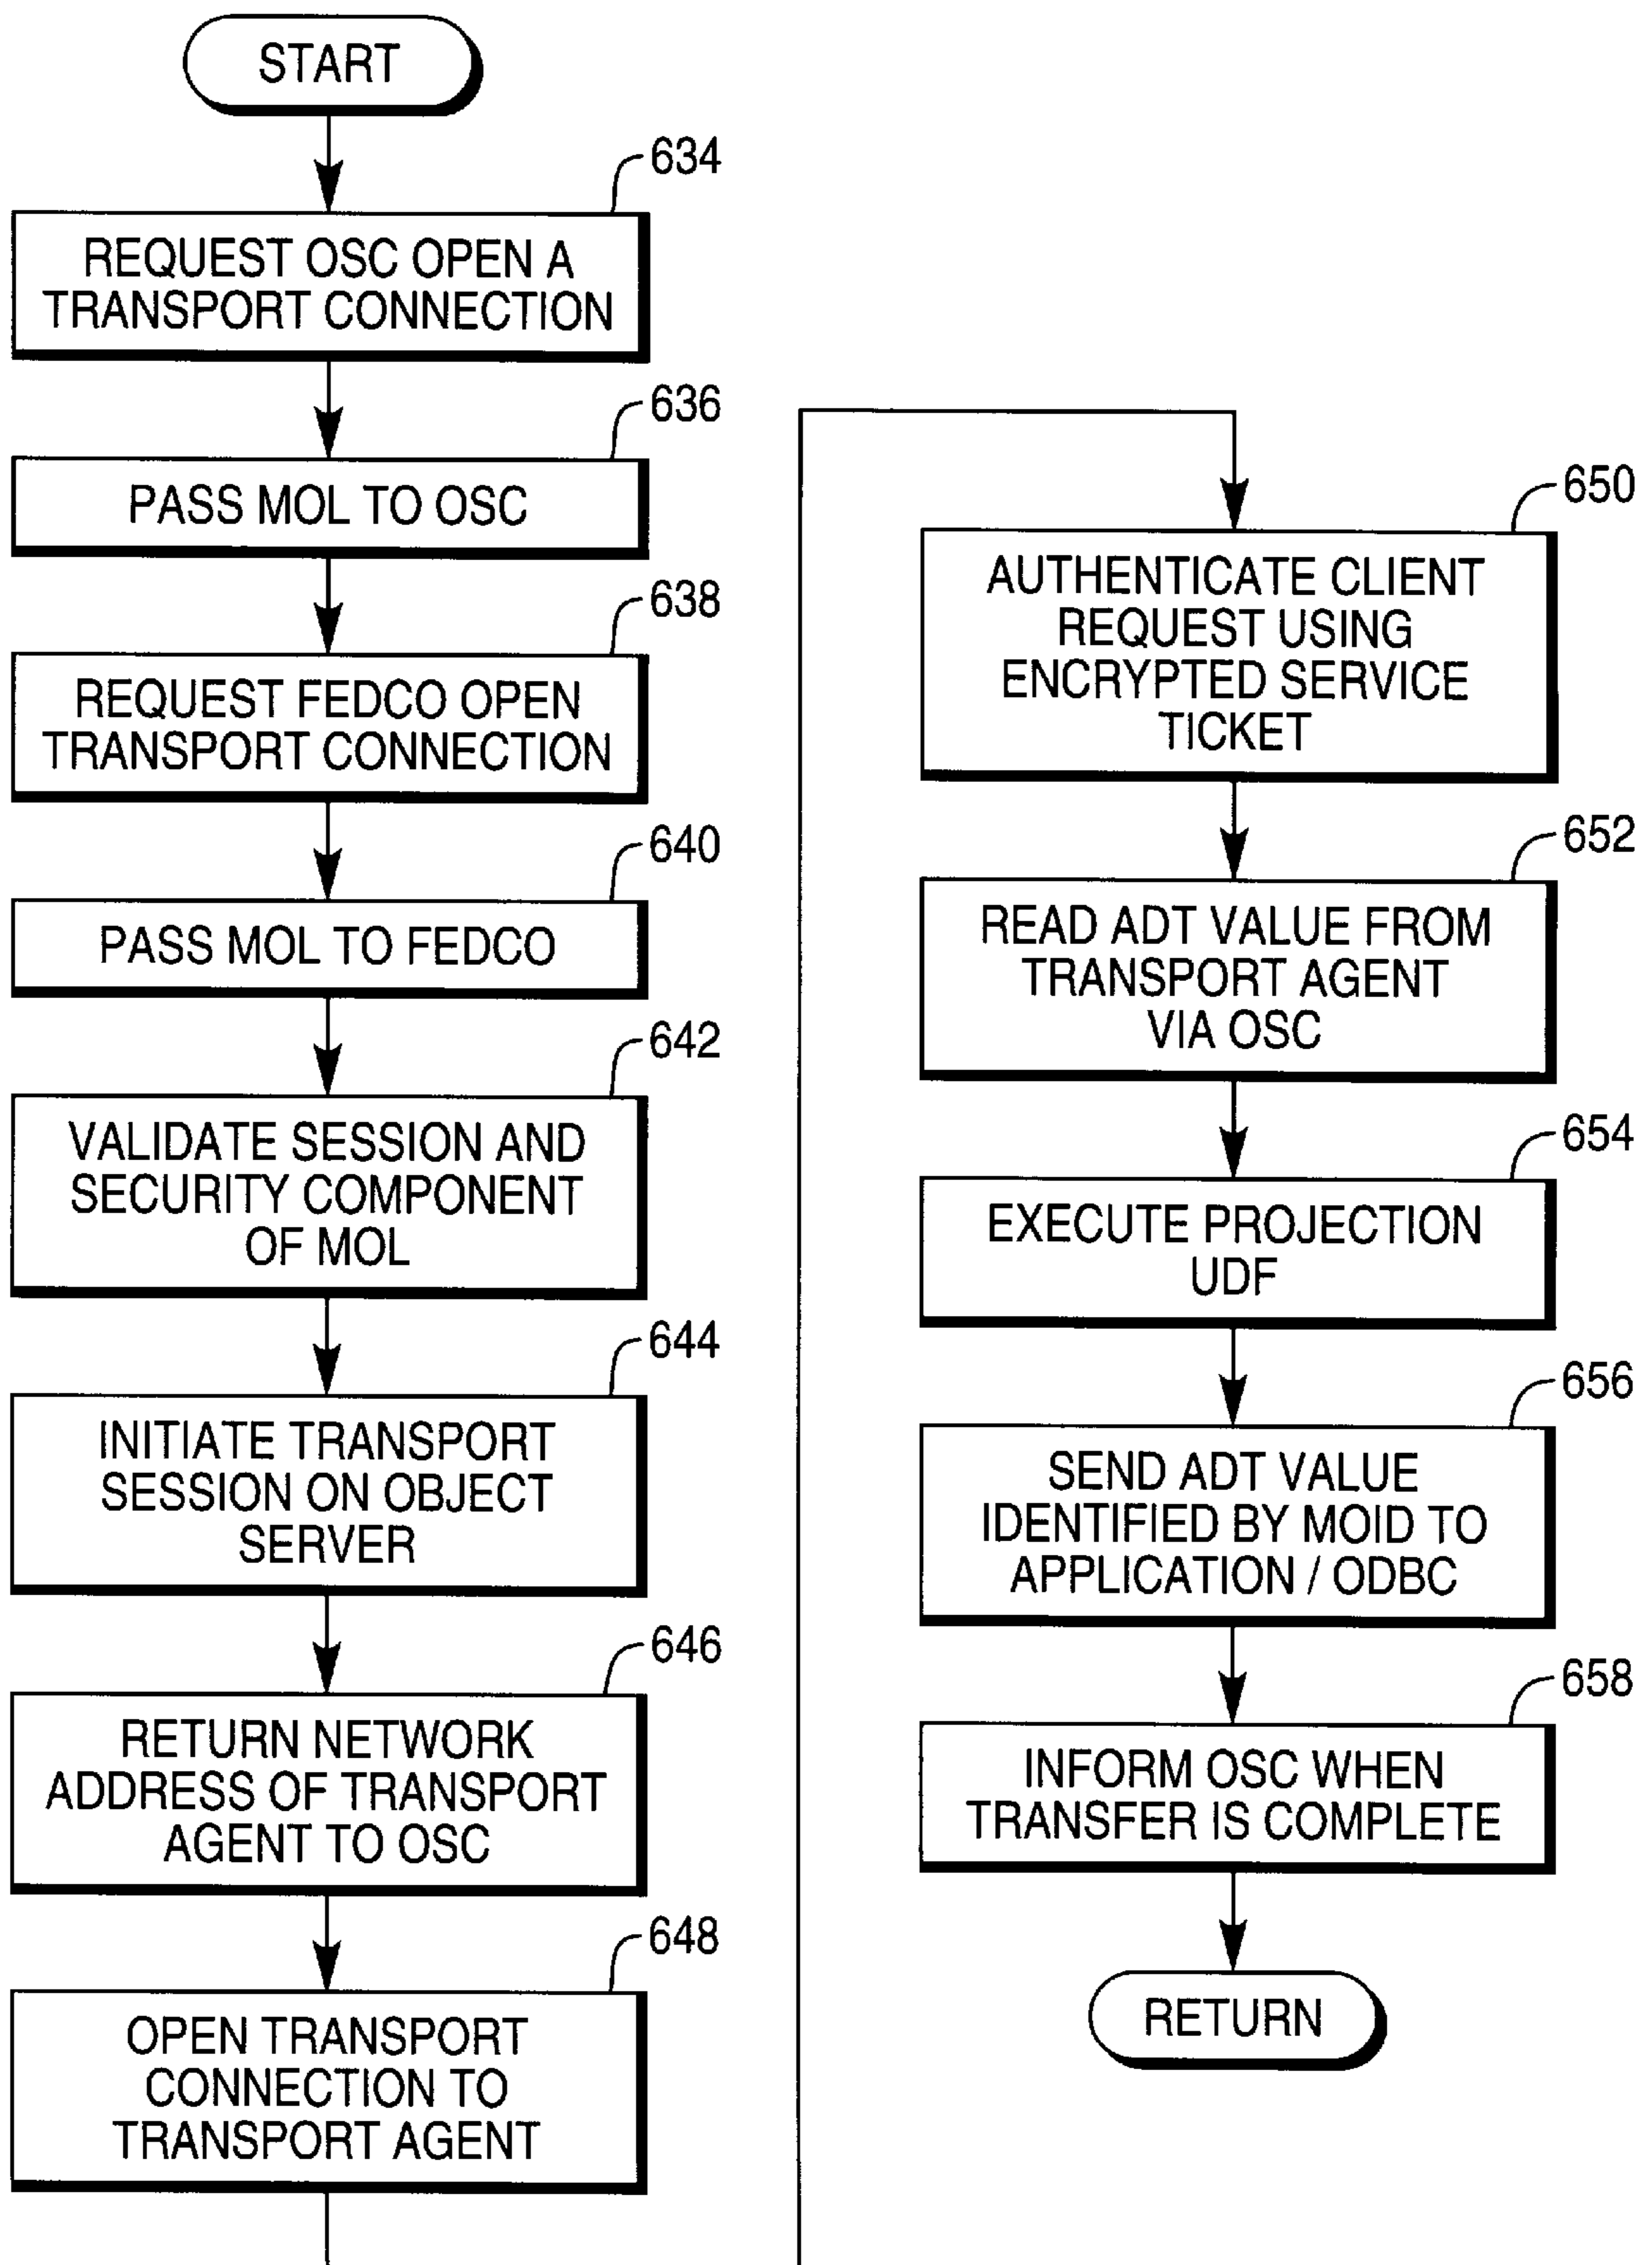 START
634
REQUEST OSC OPEN A
TRANSPORT CONNECTION
636
PASS MOL TO OSC
638
REQUEST FEDCO OPEN
TRANSPORT CONNECTION
640
PASS MOL TO FEDCO
642
VALIDATE SESSION AND
SECURITY COMPONENT
OF MOL
644
INITIATE TRANSPORT
SESSION ON OBJECT
SERVER
646
RETURN NETWORK
ADDRESS OF TRANSPORT
AGENT TO OSC
648
OPEN TRANSPORT
CONNECTION TO
TRANSPORT AGENT
650
AUTHENTICATE CLIENT
REQUEST USING
ENCRYPTED SERVICE
TICKET
652
READ ADT VALUE FROM
TRANSPORT AGENT
VIA OSC
654
EXECUTE PROJECTION
UDF
656
SEND ADT VALUE
IDENTIFIED BY MOID TO
APPLICATION / ODBC
658
INFORM OSC WHEN
TRANSFER IS COMPLETE
RETURN